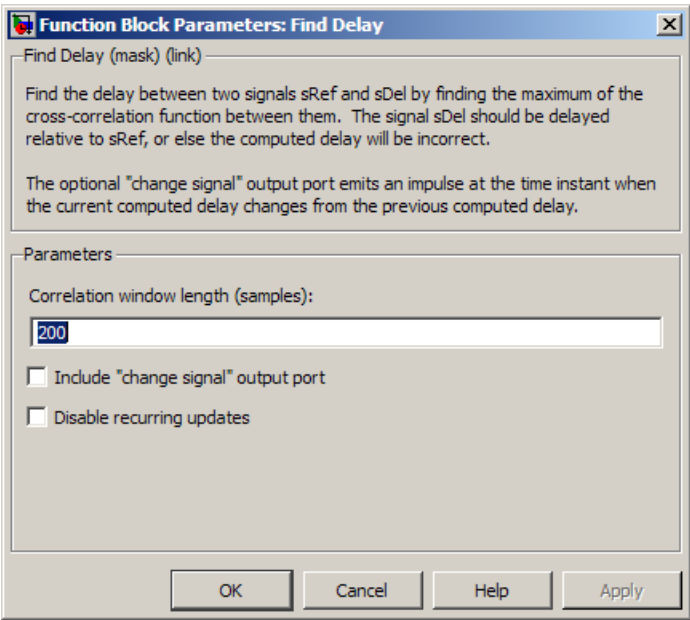 Function Block Parameters: Find Delay
Find Delay (mask) (link)
Find the delay between two signals sRef and sDel by finding the maximum of the
cross-correlation function between them.  The signal sDel should be delayed
relative to sRef, or else the computed delay will be incorrect.
The optional "change signal" output port emits an impulse at the time instant when
the current computed delay changes from the previous computed delay.
Parameters
Correlation window length (samples):
200
Include "change signal" output port
Disable recurring updates
OK Cancel Help Apply